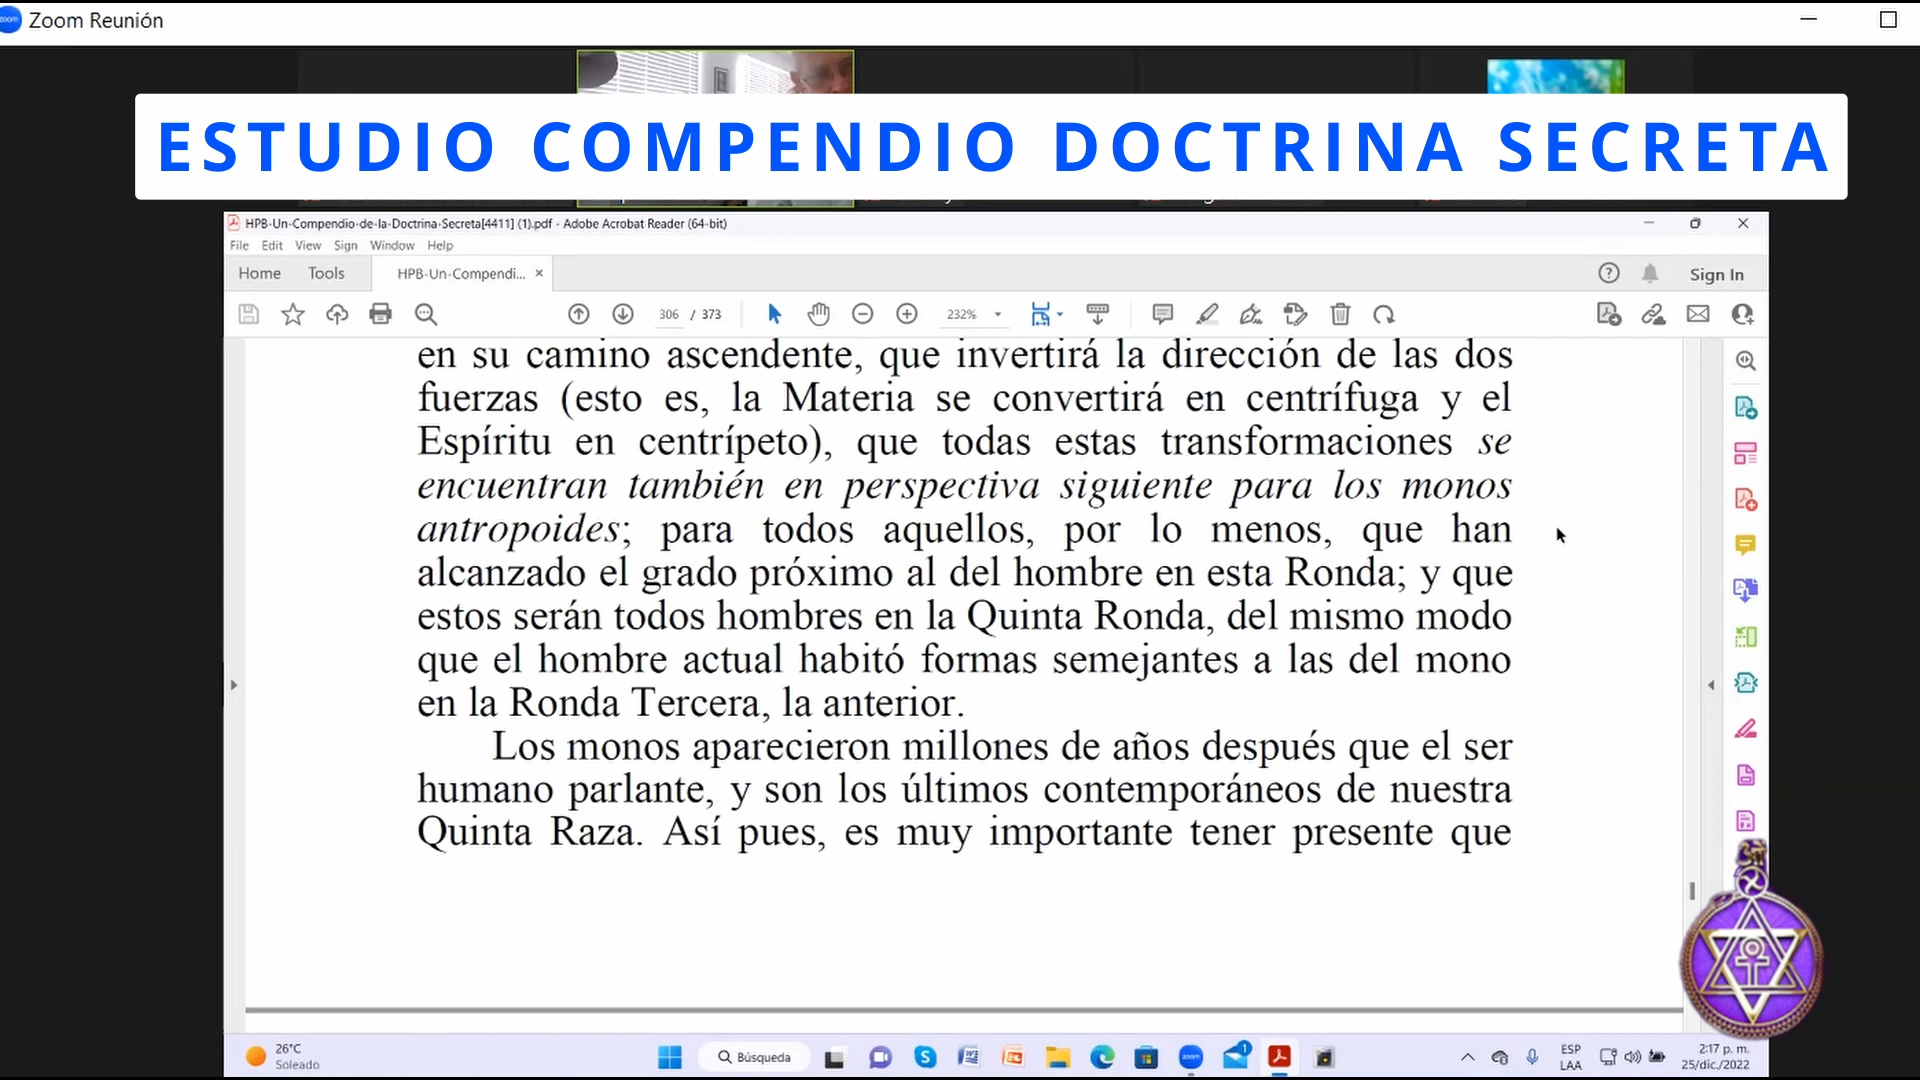 Zoom Reunión
ESTUDIO COMPENDIO DOCTRINA SECRETA
HPB-Un-Compendio-de-la-Doctrina-Secreta[4411] (1).pdf - Adobe Acrobat Reader (64-bit)
File Edit View Sign Window Help
Home Tools HPB-Un-Compendi... Sign In
306 / 373 232%
en su camino ascendente, que invertirá la dirección de las dos
fuerzas (esto es, la Materia se convertirá en centrífuga y el
Espíritu en centrípeto), que todas estas transformaciones se
encuentran también en perspectiva siguiente para los monos
antropoides; para todos aquellos, por lo menos, que han
alcanzado el grado próximo al del hombre en esta Ronda; y que
estos serán todos hombres en la Quinta Ronda, del mismo modo
que el hombre actual habitó formas semejantes a las del mono
en la Ronda Tercera, la anterior.
Los monos aparecieron millones de años después que el ser
humano parlante, y son los últimos contemporáneos de nuestra
Quinta Raza. Así pues, es muy importante tener presente que
26°C
Soleado
Búsqueda
zoom
1
ESP
LAA
2:17 p. m.
25/dic./2022